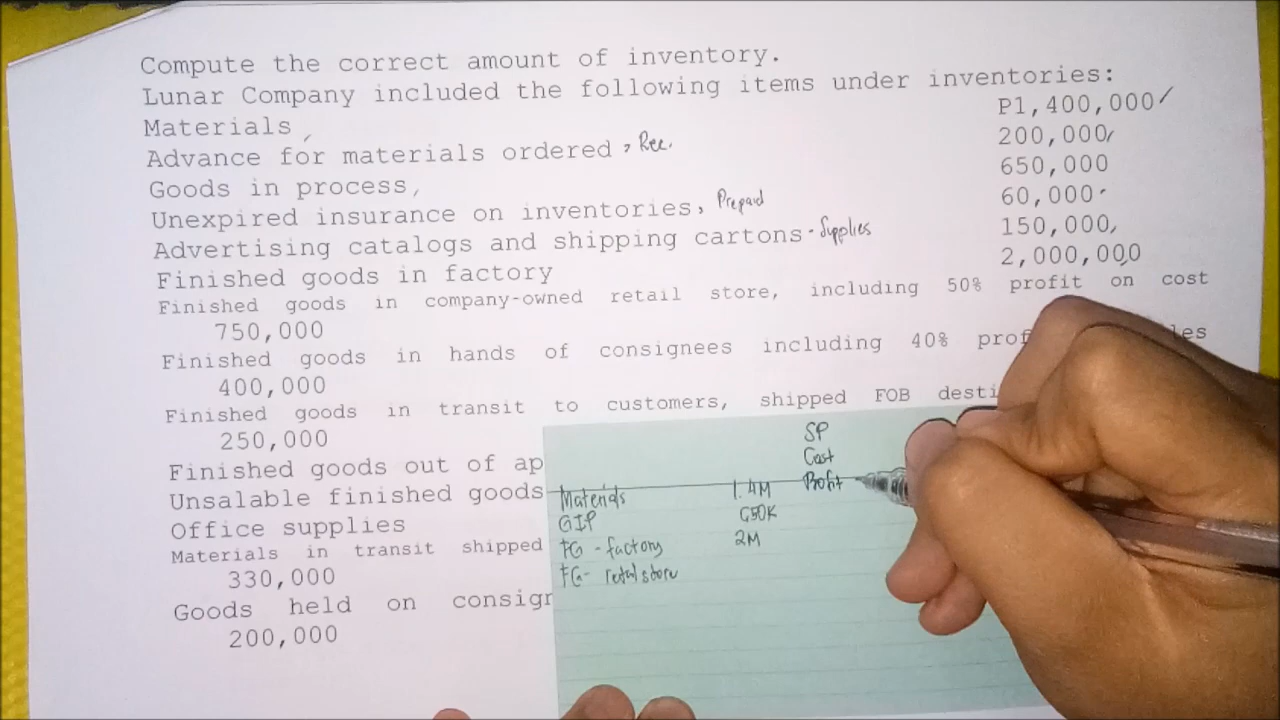 Compute the correct amount of inventory.
Lunar Company included the following items under inventories:
Materials P1,400,000
Advance for materials ordered , Rec. 200,000
Goods in process, 650,000
Unexpired insurance on inventories, Prepaid 60,000
Advertising catalogs and shipping cartons - Supplies 150,000
Finished goods in factory 2,000,000
Finished goods in company-owned retail store, including 50% profit on cost
750,000
Finished goods in hands of consignees including 40%
400,000
Finished goods in transit to customers, shipped FOB
250,000
Finished goods out of
Unsalable finished goods
Office supplies
Materials in transit shipped
330,000
Goods held on
200,000
SP
Cost
Profit
Materials 1.4M
GIP 650K
FG - factory 2M
FG - retail store